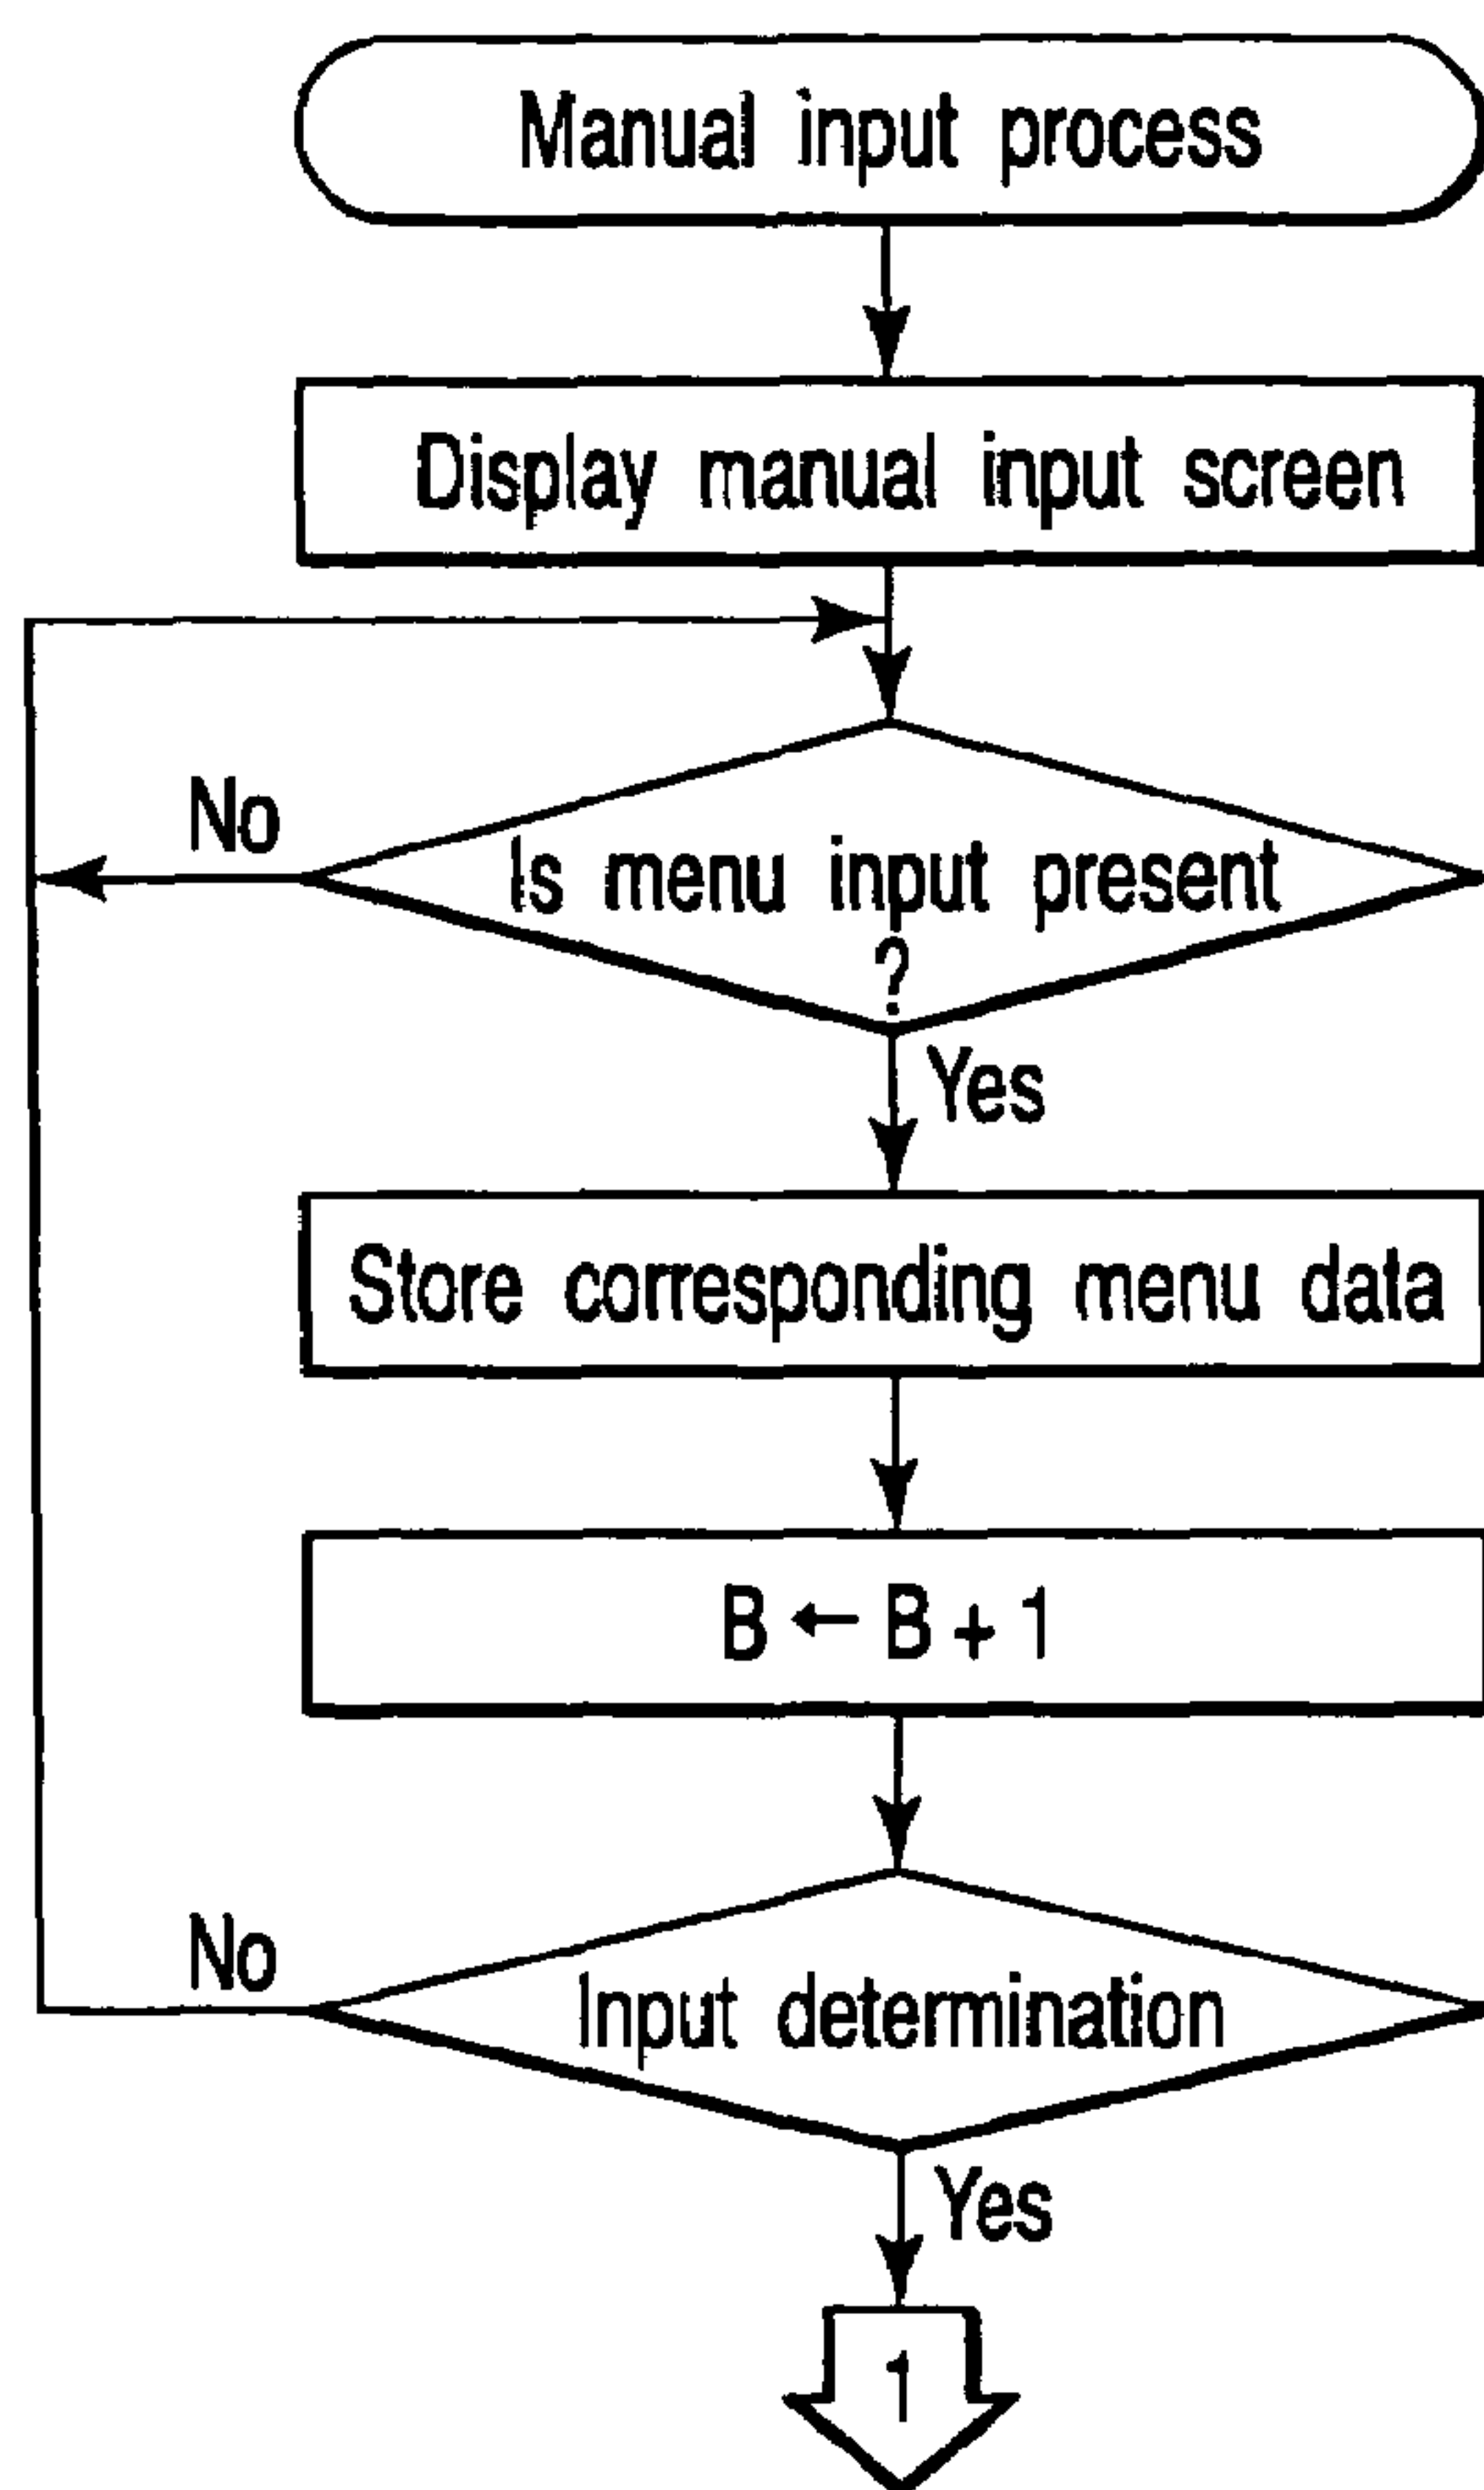 Manual input process
Display manual input screen
No
Is menu input present
?
Yes
Store corresponding menu data
B ← B + 1
No
Input determination
Yes
1